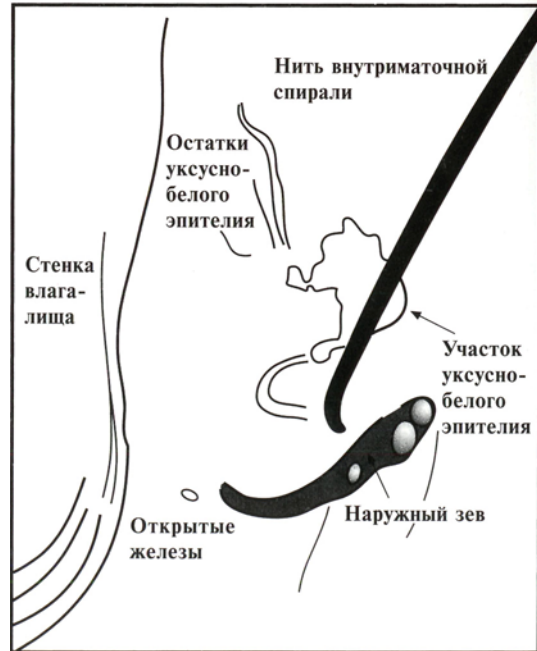 Нить внутриматочной
спирали
Остатки
уксусно-
белого
эпителия
Стенка
влага-
лища
Участок
уксусно-
белого
эпителия
Наружный зев
Открытые
железы